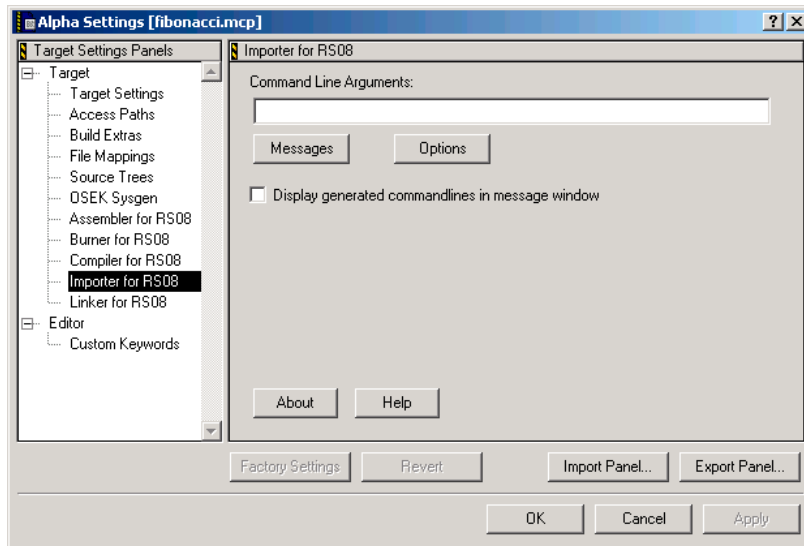 Alpha Settings [fibonacci.mcp]
Target Settings Panels
Target
Target Settings
Access Paths
Build Extras
File Mappings
Source Trees
OSEK Sysgen
Assembler for RS08
Burner for RS08
Compiler for RS08
Importer for RS08
Linker for RS08
Editor
Custom Keywords
Importer for RS08
Command Line Arguments:
Messages Options
Display generated commandlines in message window
About Help
Factory Settings Revert Import Panel... Export Panel...
OK Cancel Apply